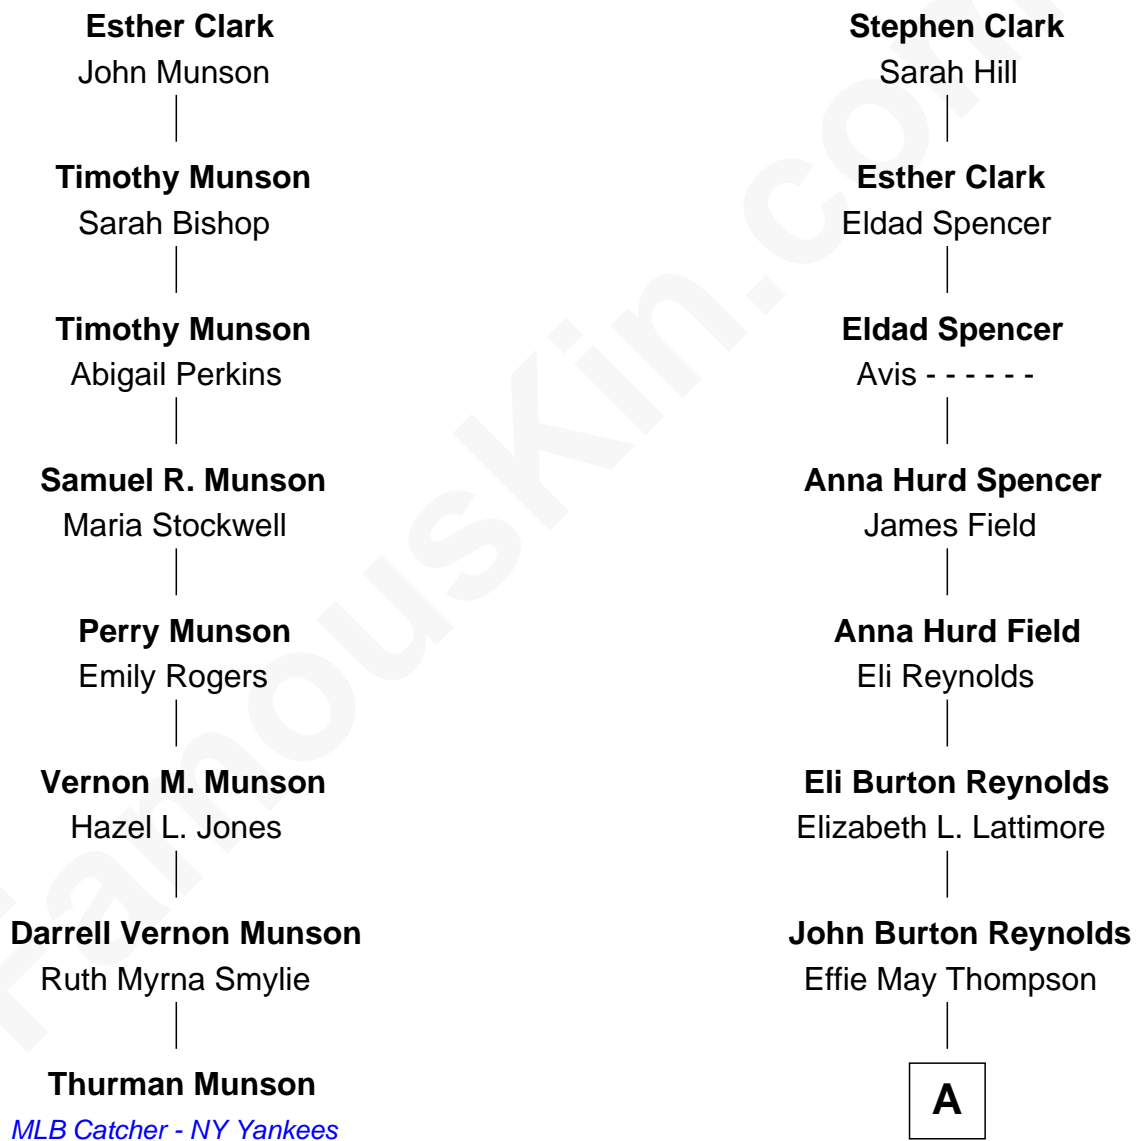 Esther Clark
John Munson
Timothy Munson
Sarah Bishop
Timothy Munson
Abigail Perkins
Samuel R. Munson
Maria Stockwell
Perry Munson
Emily Rogers
Vernon M. Munson
Hazel L. Jones
Darrell Vernon Munson
Ruth Myrna Smylie
Thurman Munson
MLB Catcher - NY Yankees
Stephen Clark
Sarah Hill
Esther Clark
Eldad Spencer
Eldad Spencer
Avis - - - - - -
Anna Hurd Spencer
James Field
Anna Hurd Field
Eli Reynolds
Eli Burton Reynolds
Elizabeth L. Lattimore
John Burton Reynolds
Effie May Thompson
A
FamousKin.com